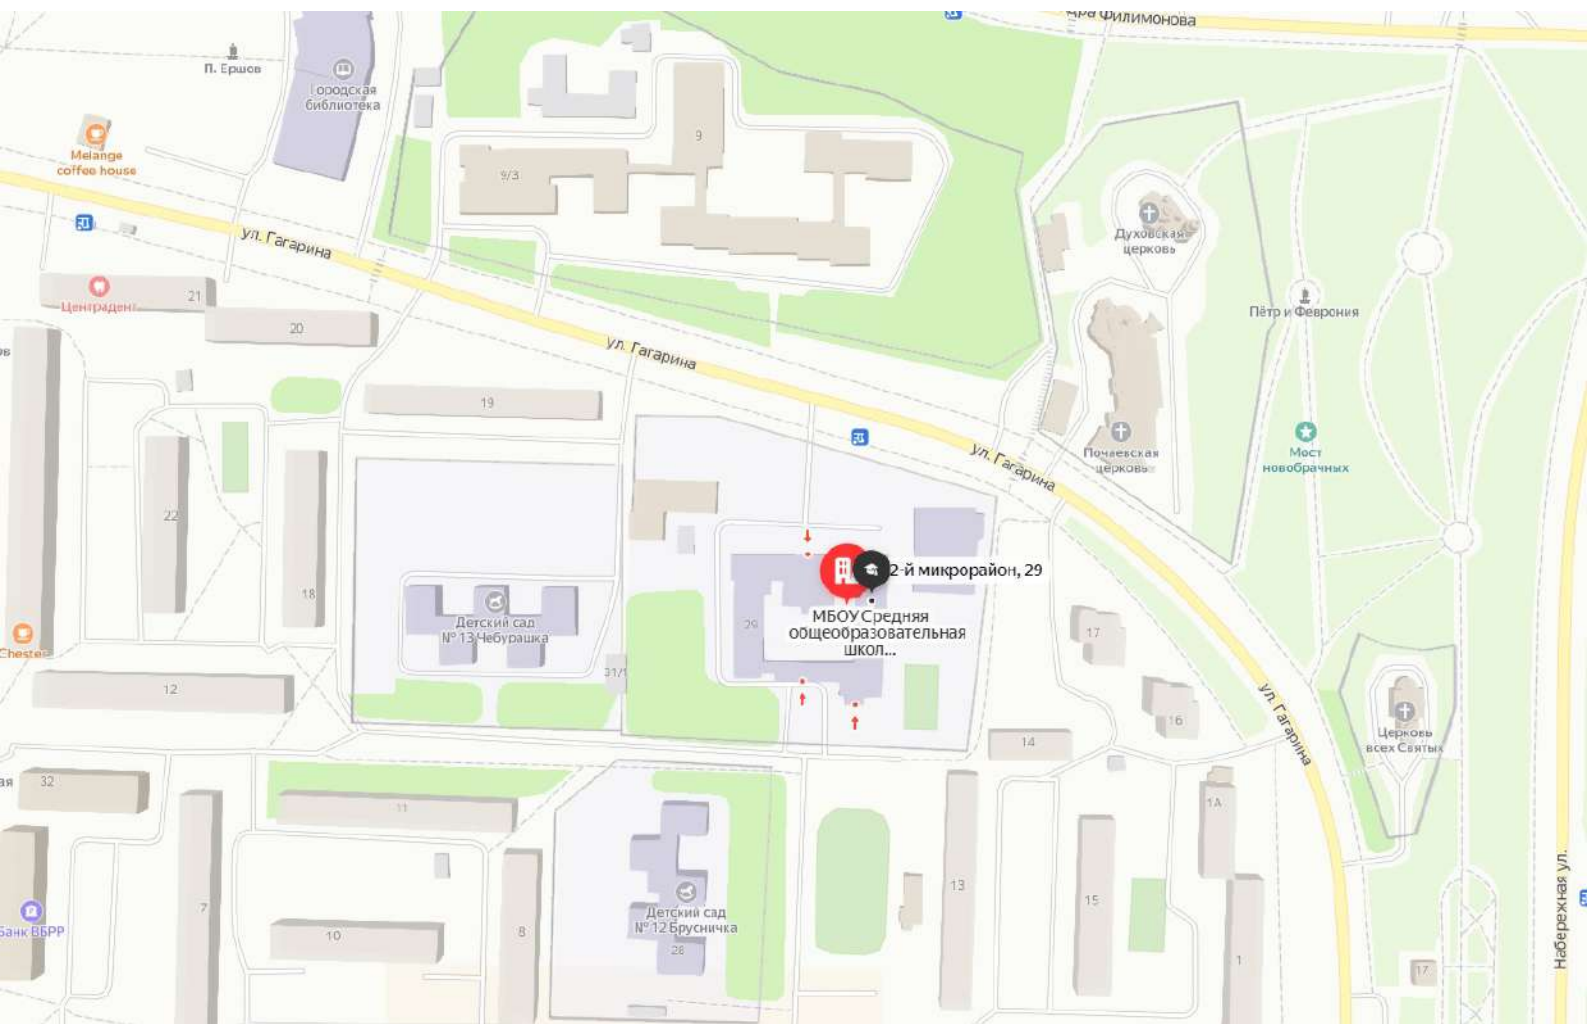 дра Филимонова
П. Ершов
Городская
библиотека
Melange
coffee house
9
9/3
ул. Гагарина
Духовская
церковь
Центрадент
21
20
Пётр и Феврония
ул. Гагарина
19
Почаевская
церковь
Мост
новобрачных
ул. Гагарина
22
18
2-й микрорайон, 29
Детский сад
№ 13 Чебурашка
29
МБОУ Средняя
общеобразовательная
школ...
17
Chester
31/1
12
16
14
ул. Гагарина
Церковь
всех Святых
ая
32
11
1А
7
13
15
Банк ВБРР
10
8
Детский сад
№ 12 Брусничка
28
1
17
Набережная ул.